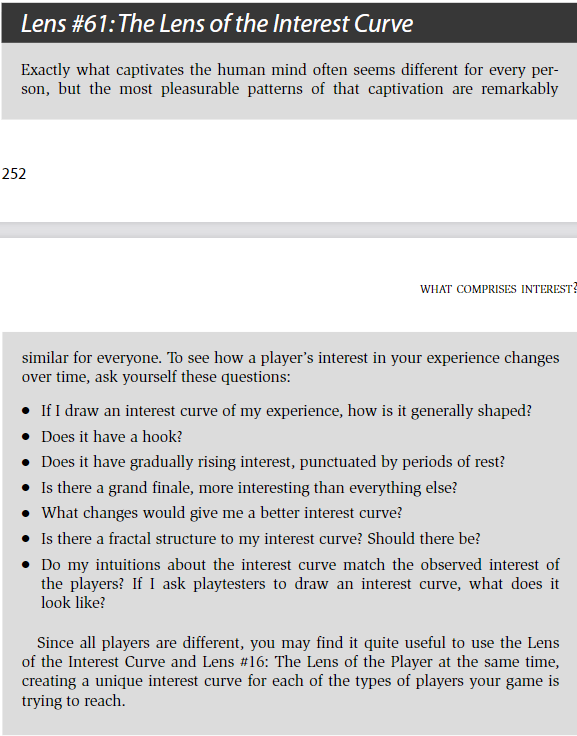 Lens #61: The Lens of the Interest Curve
Exactly what captivates the human mind often seems different for every per-
son, but the most pleasurable patterns of that captivation are remarkably
252
WHAT COMPRISES INTEREST?
similar for everyone. To see how a player's interest in your experience changes
over time, ask yourself these questions:
● If I draw an interest curve of my experience, how is it generally shaped?
● Does it have a hook?
● Does it have gradually rising interest, punctuated by periods of rest?
● Is there a grand finale, more interesting than everything else?
● What changes would give me a better interest curve?
● Is there a fractal structure to my interest curve? Should there be?
● Do my intuitions about the interest curve match the observed interest of
the players? If I ask playtesters to draw an interest curve, what does it
look like?
Since all players are different, you may find it quite useful to use the Lens
of the Interest Curve and Lens #16: The Lens of the Player at the same time,
creating a unique interest curve for each of the types of players your game is
trying to reach.